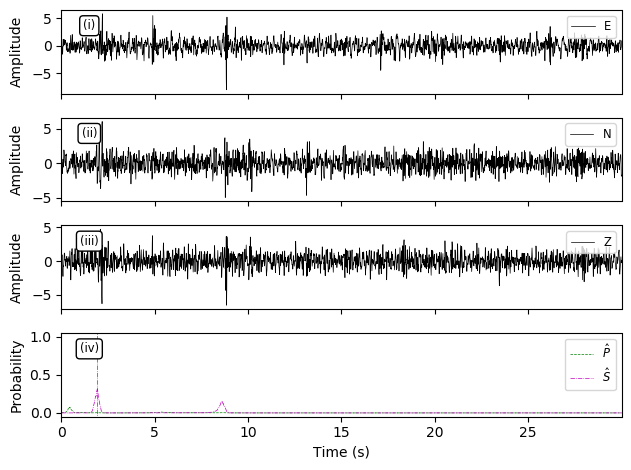 5
0
−5
Amplitude
(i)
E
5
0
−5
Amplitude
(ii)
N
5
0
−5
Amplitude
(iii)
Z
1.0
0.5
0.0
Probability
(iv)
P̂
Ŝ
0 5 10 15 20 25
Time (s)